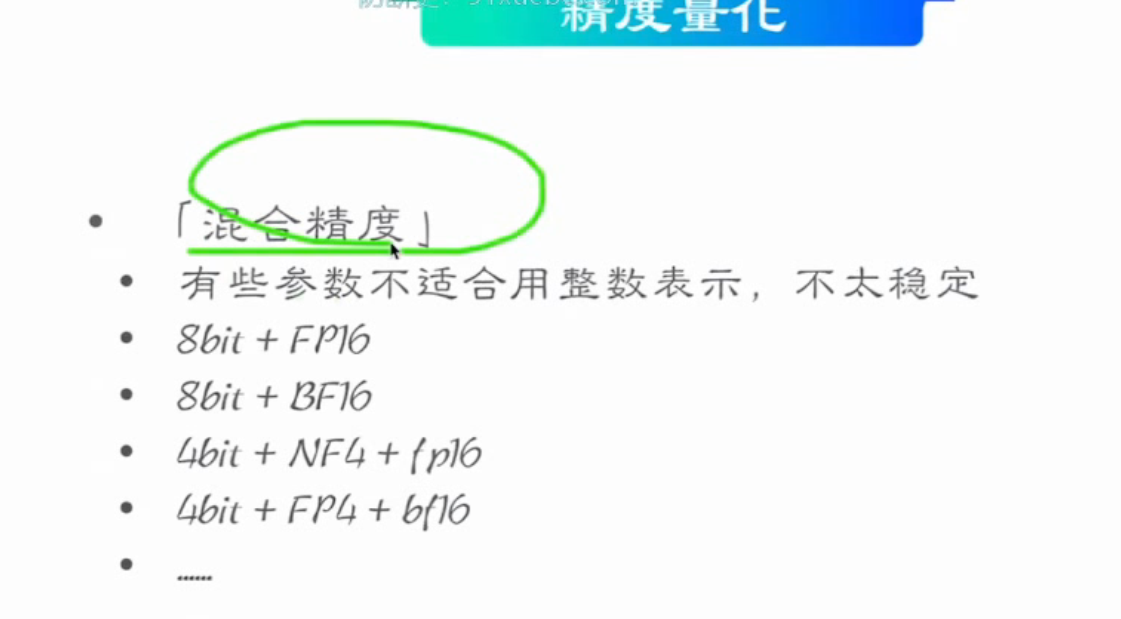 精度量化
「混合精度」
有些参数不适合用整数表示，不太稳定
8bit + FP16
8bit + BF16
4bit + NF4 + fp16
4bit + FP4 + bf16
......